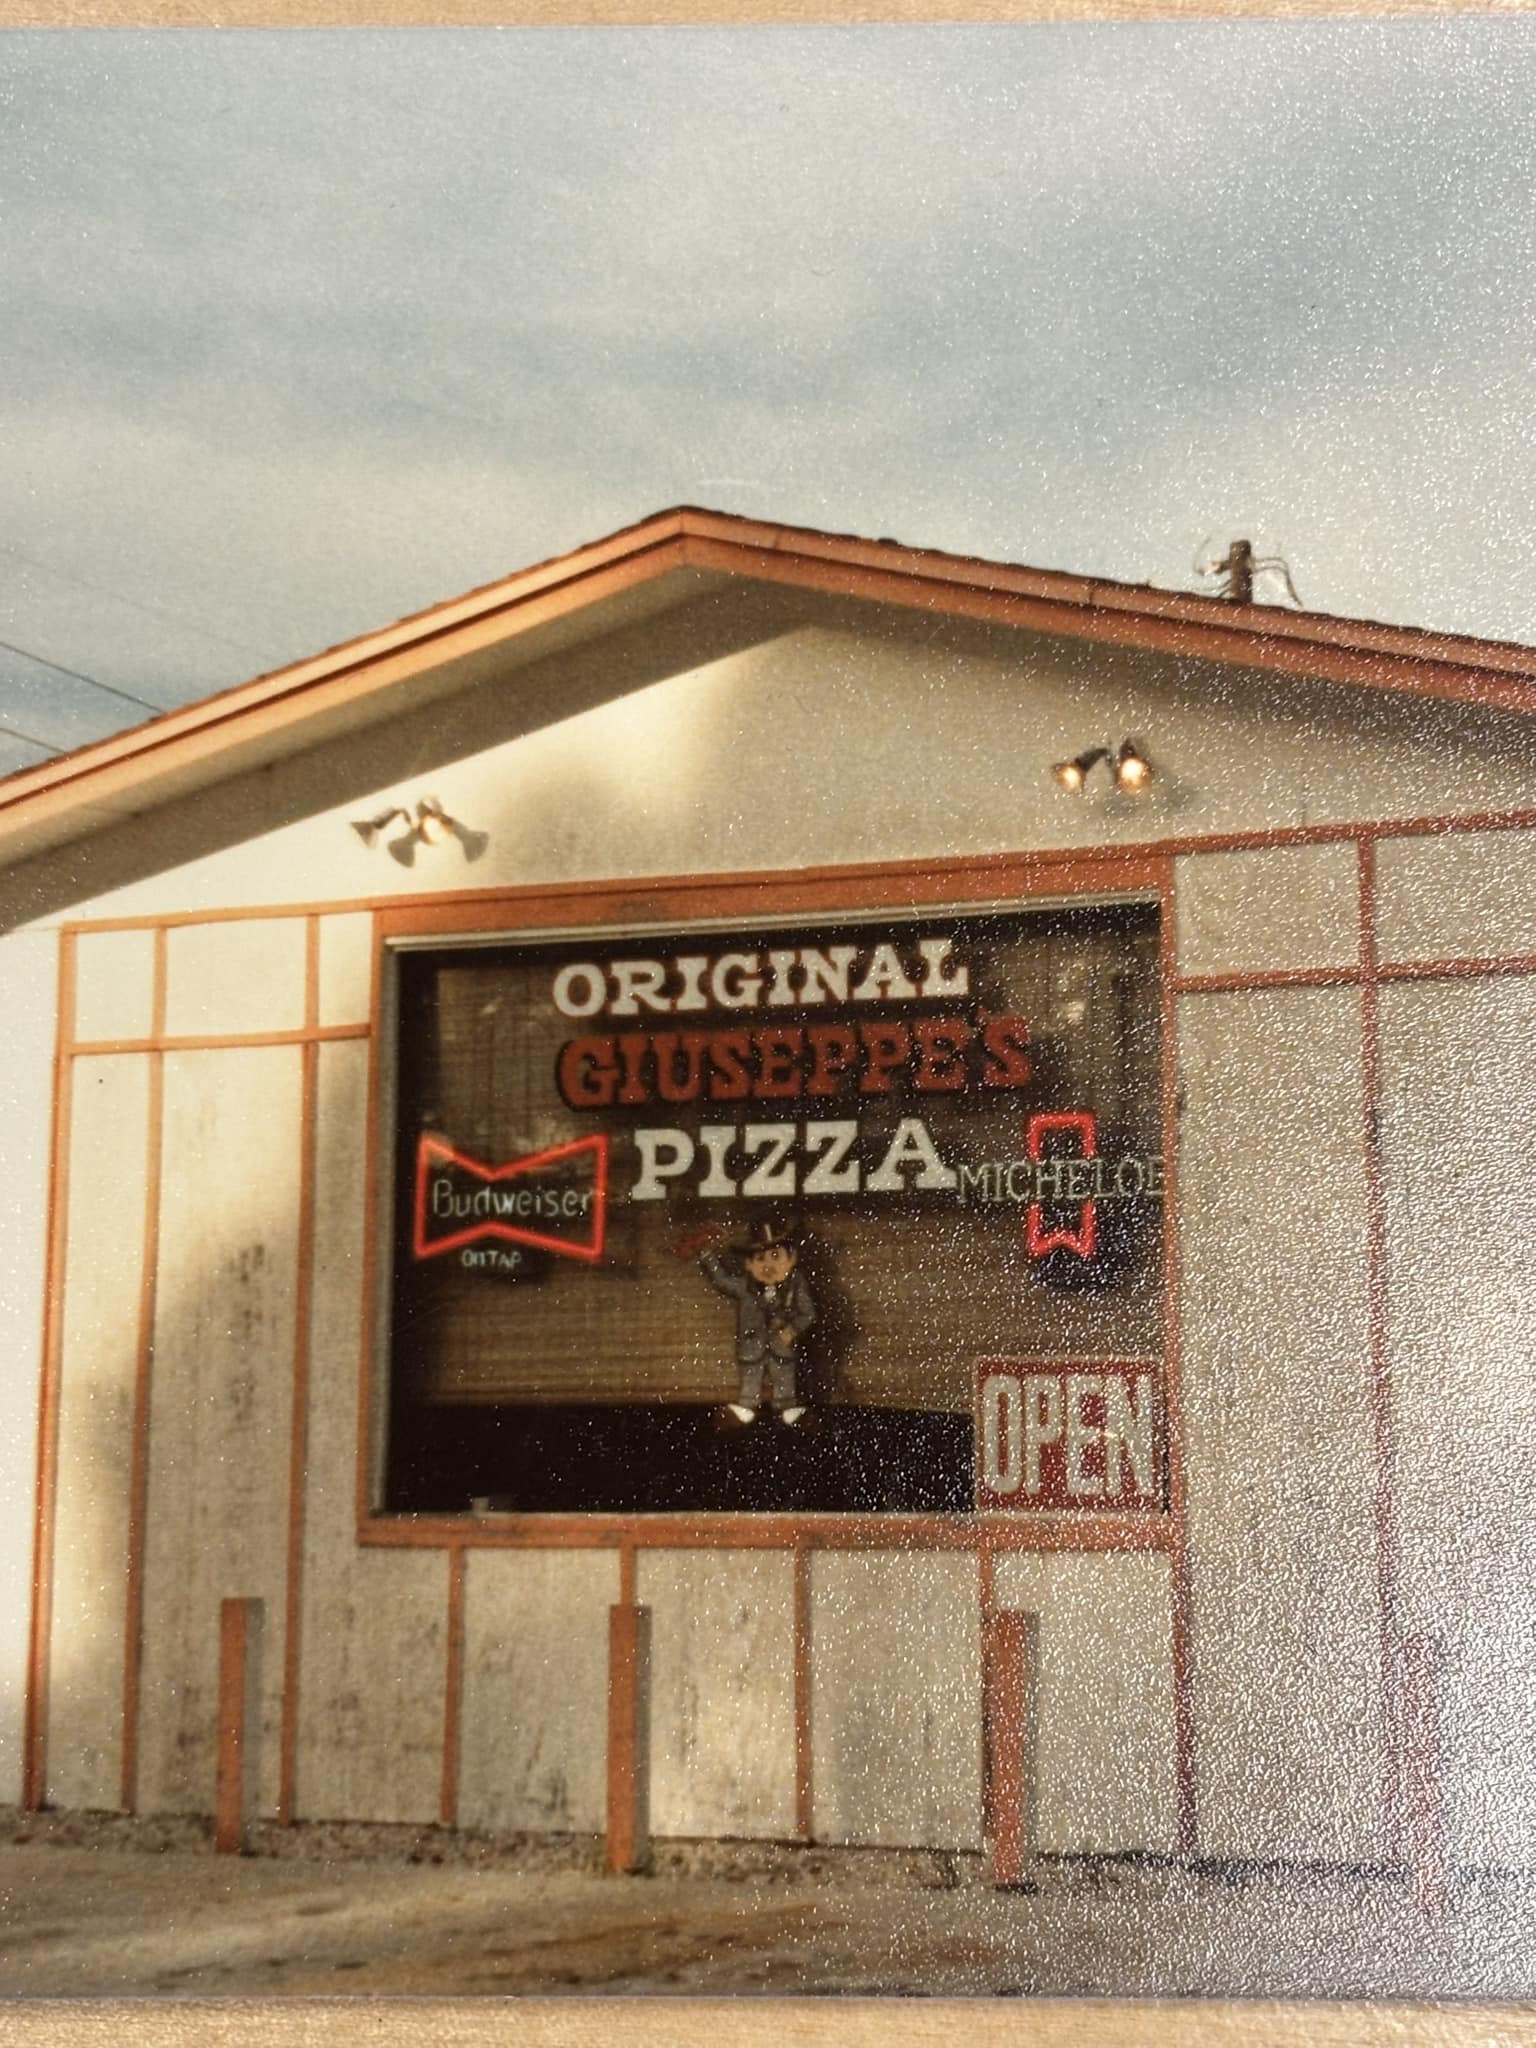 ORIGINAL
GIUSEPPE'S
PIZZA
Budweiser
ON TAP
MICHELOB
OPEN